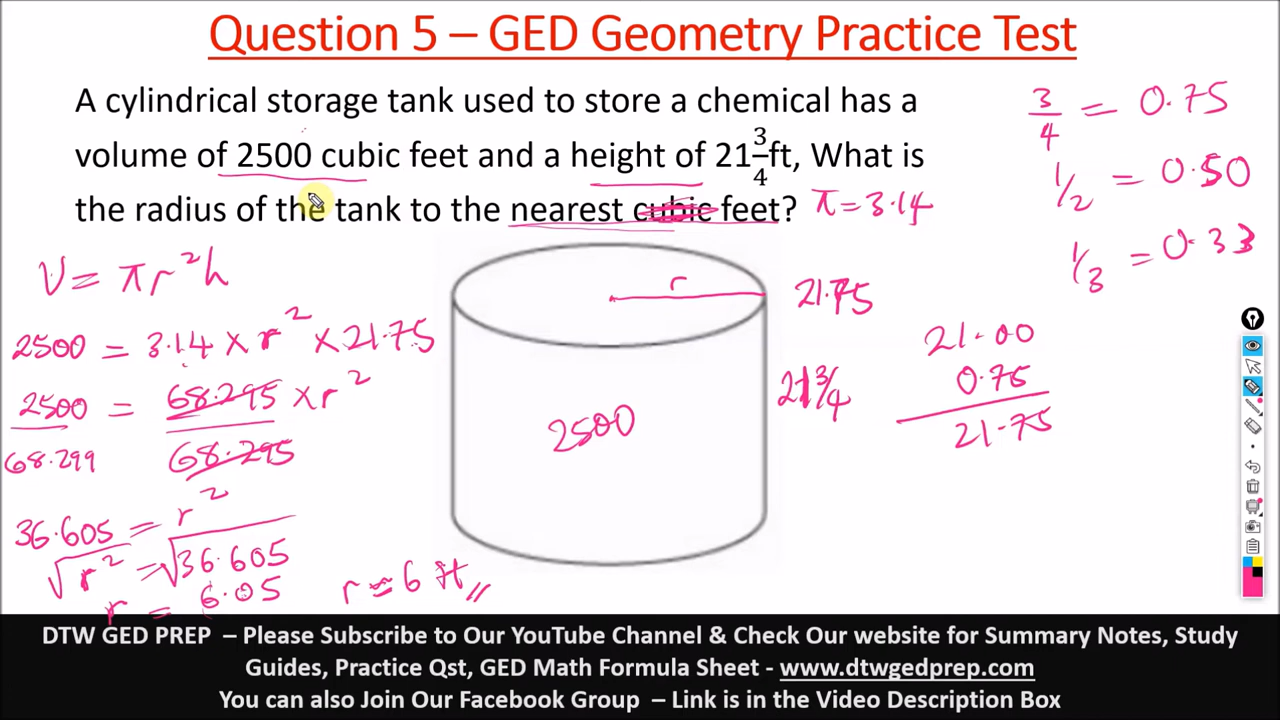 Question 5 – GED Geometry Practice Test
A cylindrical storage tank used to store a chemical has a
volume of 2500 cubic feet and a height of 21 3/4 ft, What is
the radius of the tank to the nearest cubic feet? π = 3.14
3/4 = 0.75
1/2 = 0.50
1/3 = 0.33
V = πr²h
2500 = 3.14 × r² × 21.75
2500 = 68.295 × r²
68.299 68.295
36.605 = r²
√r² = √36.605
r = 6.05
r = 6 ft
r
2500
21.75
21 3/4
21.00
0.75
21.75
DTW GED PREP – Please Subscribe to Our YouTube Channel & Check Our website for Summary Notes, Study
Guides, Practice Qst, GED Math Formula Sheet - www.dtwgedprep.com
You can also Join Our Facebook Group – Link is in the Video Description Box